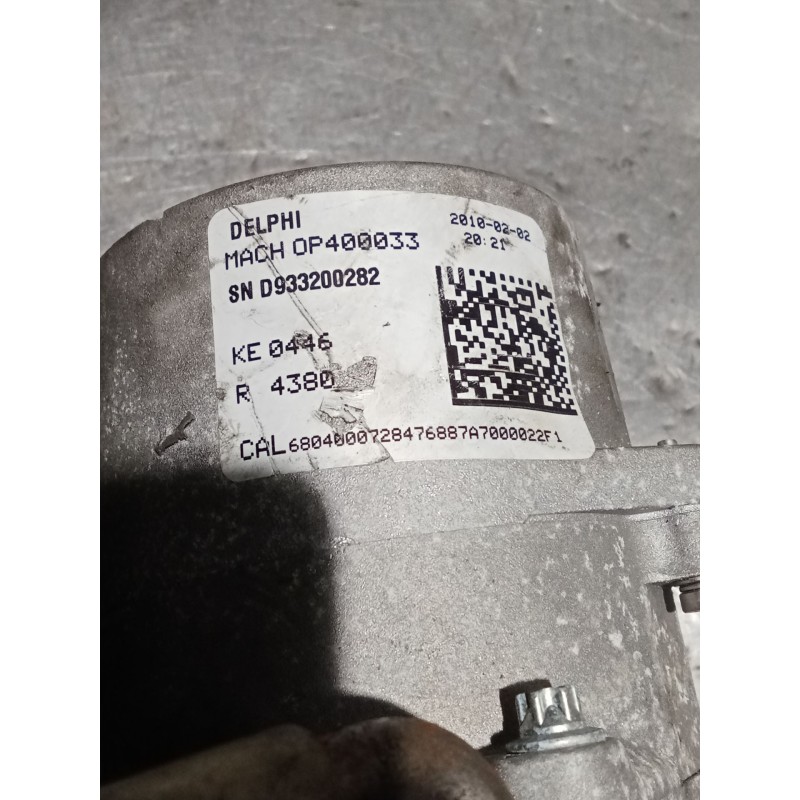 DELPHI
2010-02-02
MACH OP400033
20:21
SN D933200282
KE 0446
R 4380
CAL6804000728476887A7000022F1